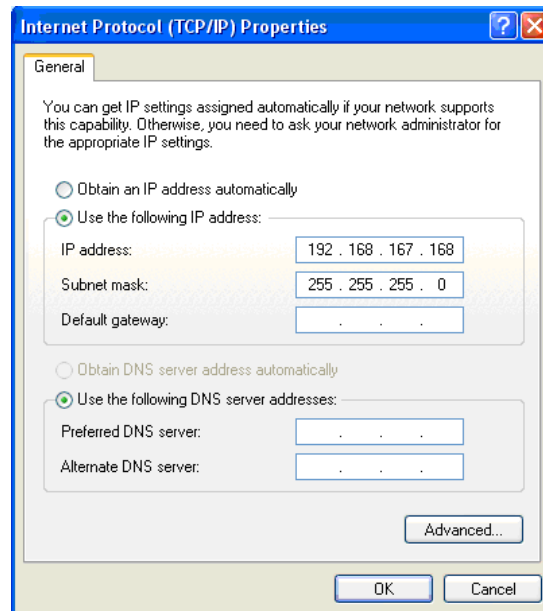 Internet Protocol (TCP/IP) Properties
General
You can get IP settings assigned automatically if your network supports
this capability. Otherwise, you need to ask your network administrator for
the appropriate IP settings.
Obtain an IP address automatically
Use the following IP address:
IP address: 192 . 168 . 167 . 168
Subnet mask: 255 . 255 . 255 . 0
Default gateway: . . .
Obtain DNS server address automatically
Use the following DNS server addresses:
Preferred DNS server: . . .
Alternate DNS server: . . .
Advanced...
OK Cancel